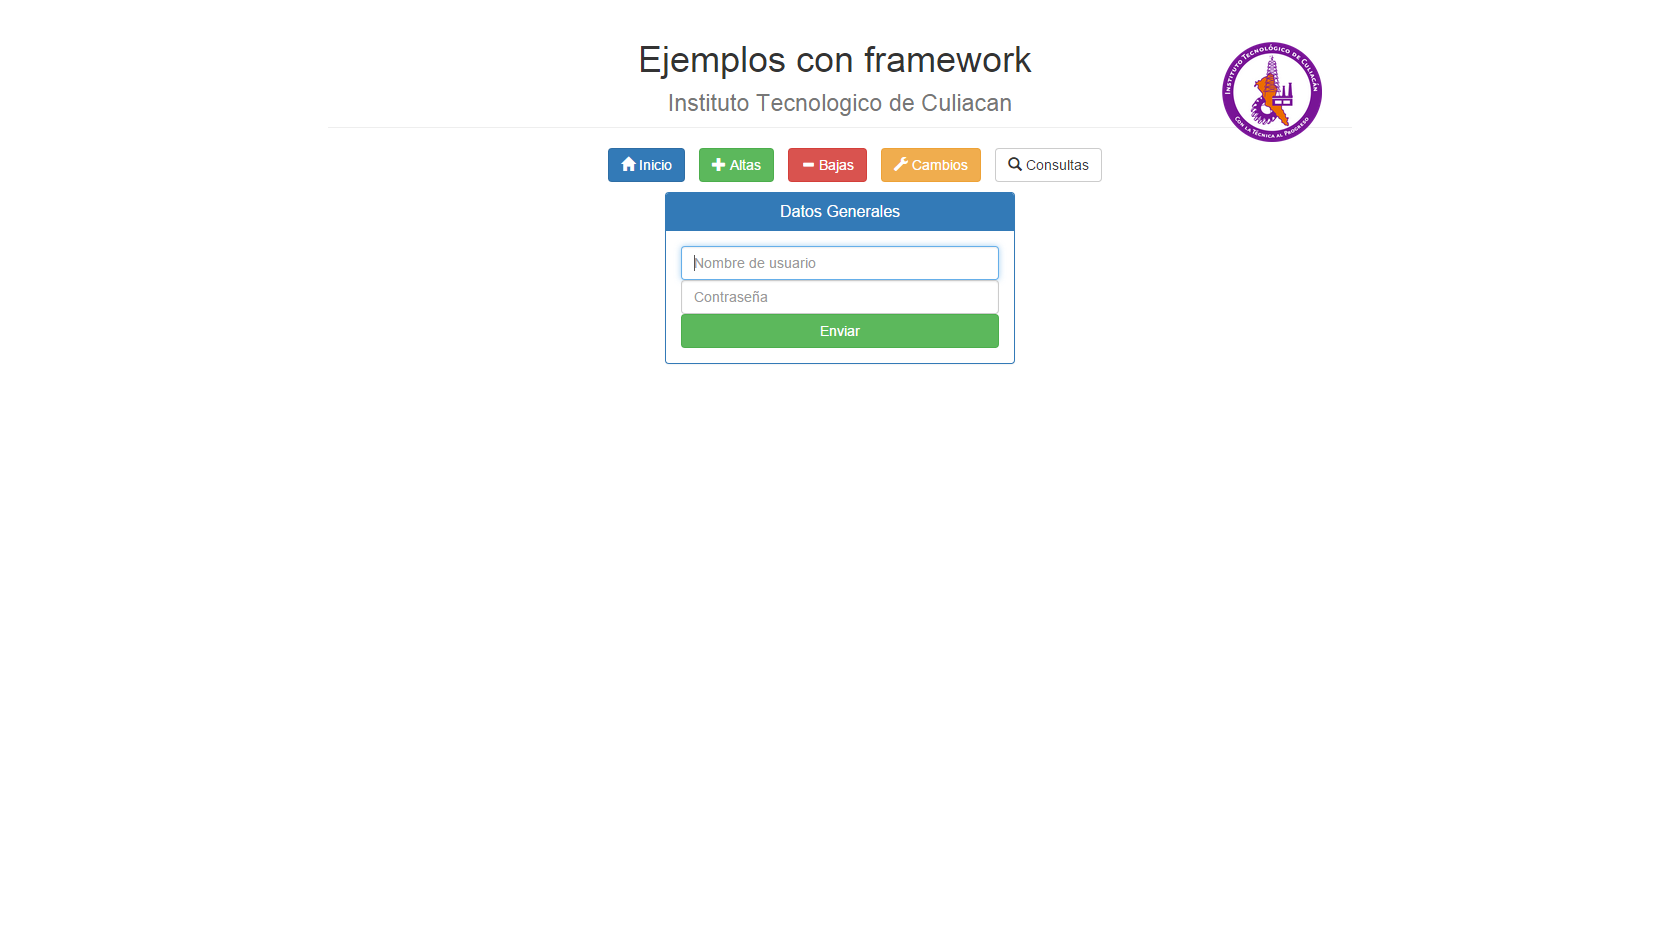 Ejemplos con framework
Instituto Tecnologico de Culiacan
INSTITUTO TECNOLÓGICO DE CULIACÁN
CON LA TÉCNICA AL PROGRESO
Inicio Altas Bajas Cambios Consultas
Datos Generales
Nombre de usuario
Contraseña
Enviar